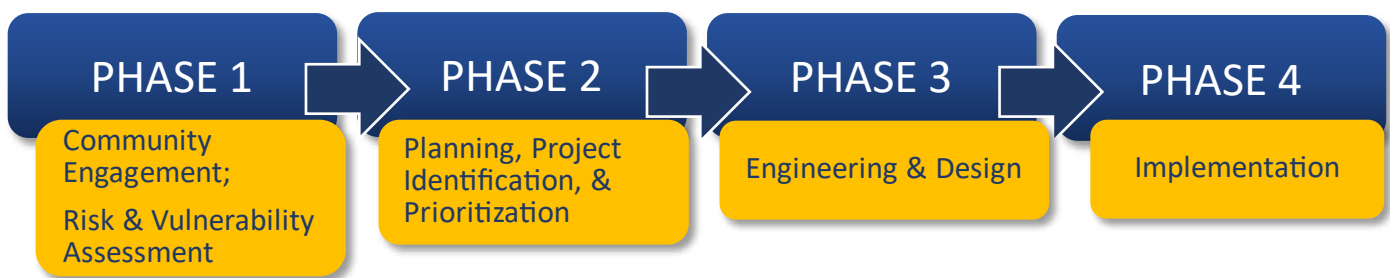 PHASE 1
Community
Engagement;
Risk & Vulnerability
Assessment
PHASE 2
Planning, Project
Identification, &
Prioritization
PHASE 3
Engineering & Design
PHASE 4
Implementation